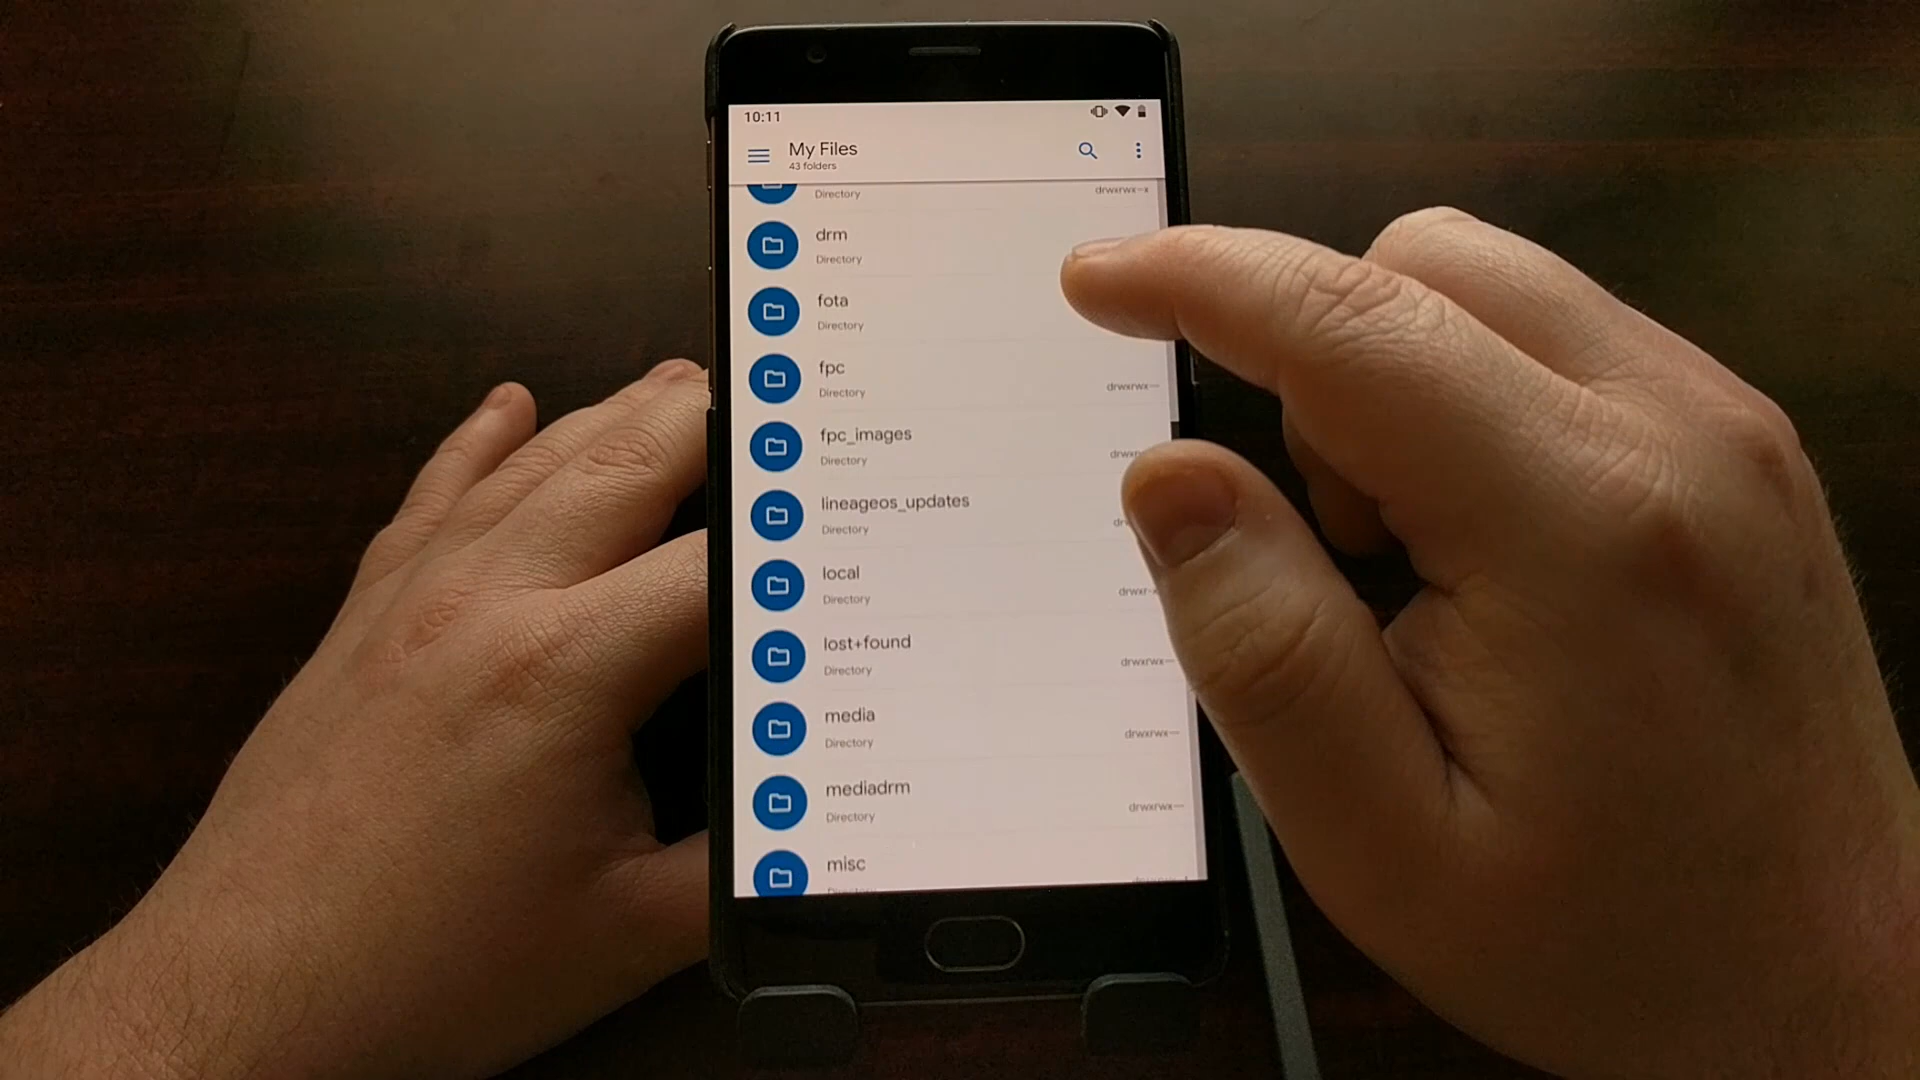 10:11
My Files
43 folders
Directory drwxrwx--x
drm
Directory
fota
Directory
fpc
Directory drwxrwx---
fpc_images
Directory
lineageos_updates
Directory
local
Directory
lost+found
Directory drwxrwx---
media
Directory drwxrwx---
mediadrm
Directory drwxrwx---
misc